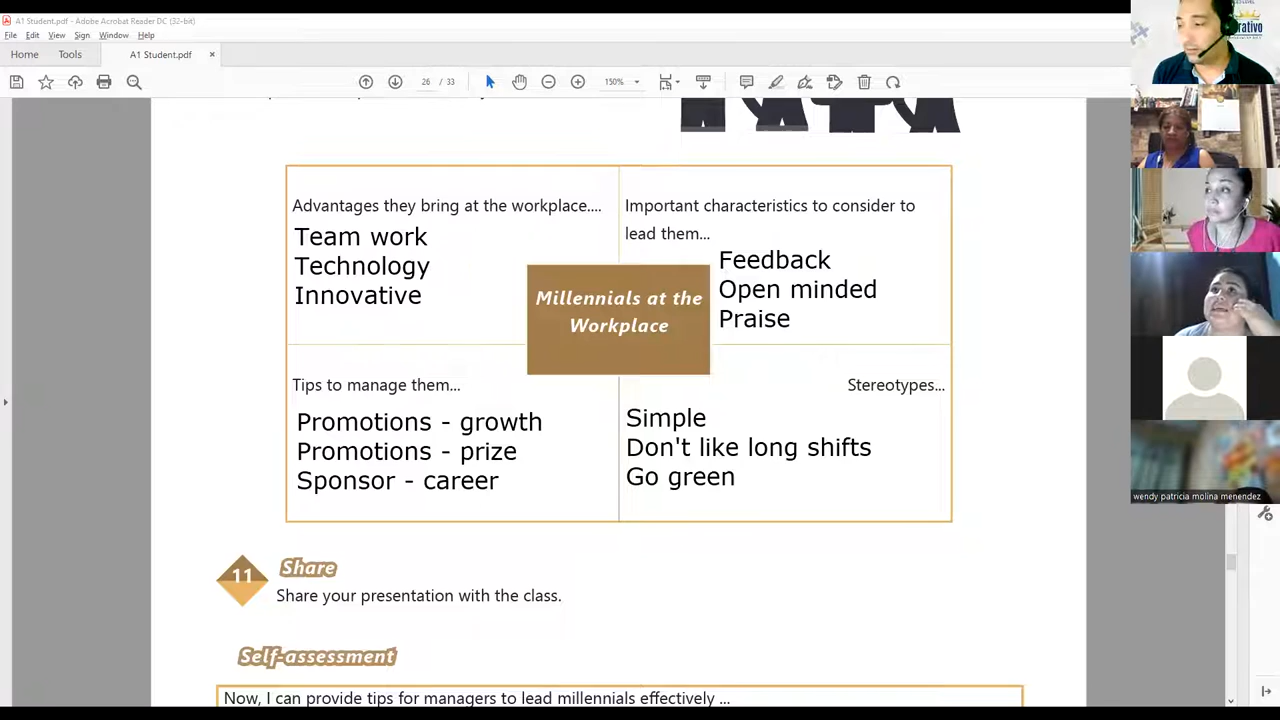 A1 Student.pdf - Adobe Acrobat Reader DC (32-bit)
File Edit View Sign Window Help
Home Tools A1 Student.pdf ×
26 / 33 150%
Advantages they bring at the workplace....
Team work
Technology
Innovative
Important characteristics to consider to
lead them...
Feedback
Open minded
Praise
Millennials at the
Workplace
Tips to manage them...
Promotions - growth
Promotions - prize
Sponsor - career
Stereotypes...
Simple
Don't like long shifts
Go green
11 Share
Share your presentation with the class.
Self-assessment
Now, I can provide tips for managers to lead millennials effectively ...
wendy patricia molina menendez